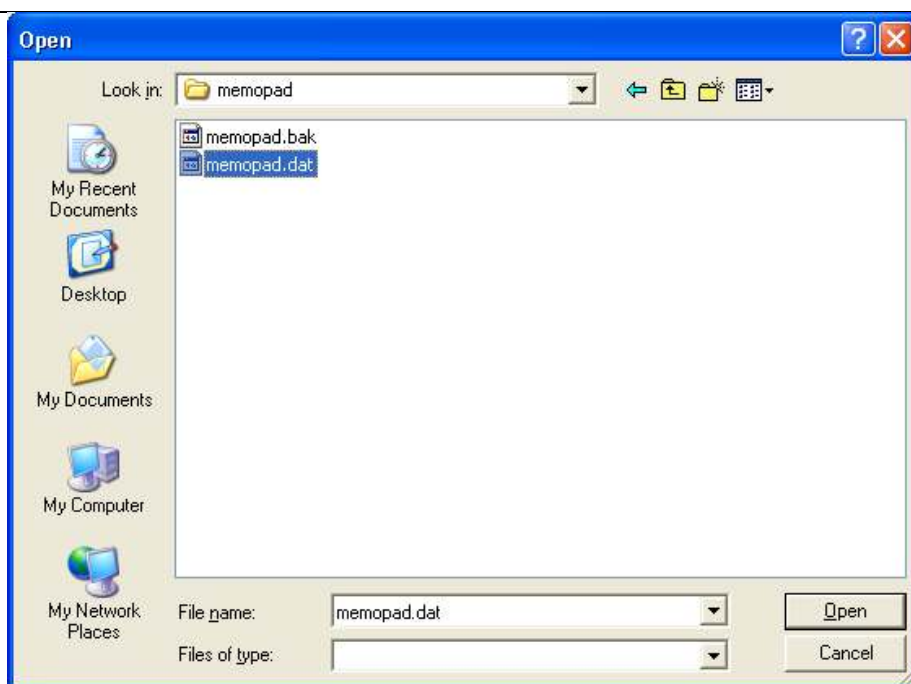 Open
Look in: memopad
memopad.bak
memopad.dat
My Recent
Documents
Desktop
My Documents
My Computer
My Network
Places
File name: memopad.dat Open
Files of type: Cancel